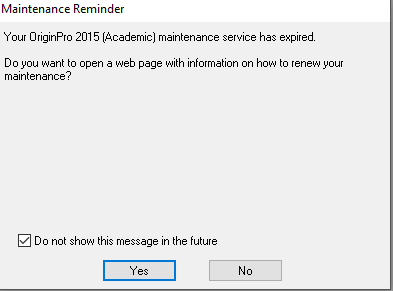 Maintenance Reminder
Your OriginPro 2015 (Academic) maintenance service has expired.
Do you want to open a web page with information on how to renew your
maintenance?
Do not show this message in the future
Yes No